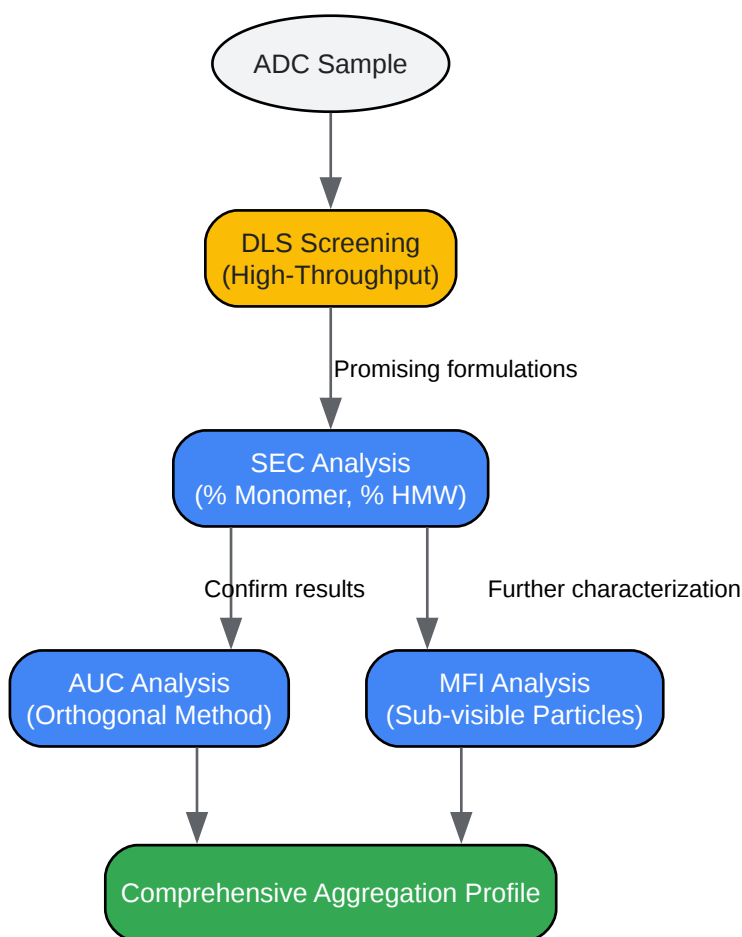 ADC Sample
DLS Screening
(High-Throughput)
Promising formulations
SEC Analysis
(% Monomer, % HMW)
Confirm results
Further characterization
AUC Analysis
(Orthogonal Method)
MFI Analysis
(Sub-visible Particles)
Comprehensive Aggregation Profile